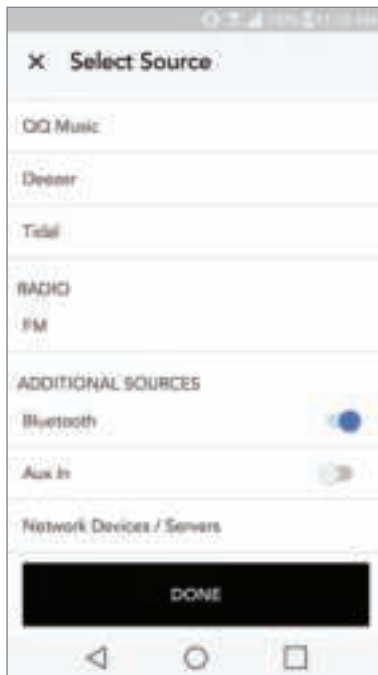 × Select Source
QQ Music
Deezer
Tidal
RADIO
FM
ADDITIONAL SOURCES
Bluetooth
Aux In
Network Devices / Servers
DONE